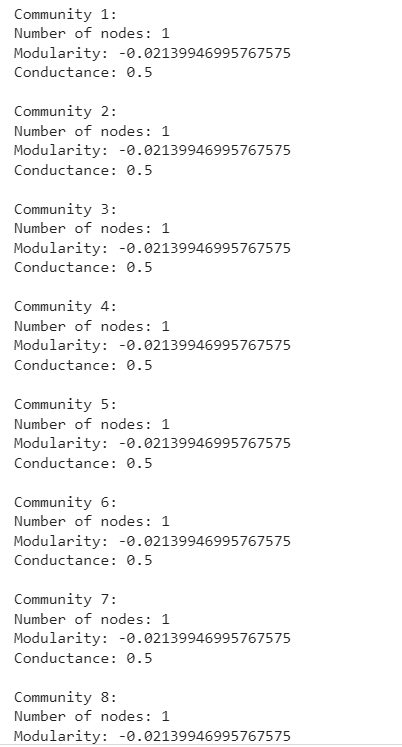 Community 1:
Number of nodes: 1
Modularity: -0.02139946995767575
Conductance: 0.5
Community 2:
Number of nodes: 1
Modularity: -0.02139946995767575
Conductance: 0.5
Community 3:
Number of nodes: 1
Modularity: -0.02139946995767575
Conductance: 0.5
Community 4:
Number of nodes: 1
Modularity: -0.02139946995767575
Conductance: 0.5
Community 5:
Number of nodes: 1
Modularity: -0.02139946995767575
Conductance: 0.5
Community 6:
Number of nodes: 1
Modularity: -0.02139946995767575
Conductance: 0.5
Community 7:
Number of nodes: 1
Modularity: -0.02139946995767575
Conductance: 0.5
Community 8:
Number of nodes: 1
Modularity: -0.02139946995767575